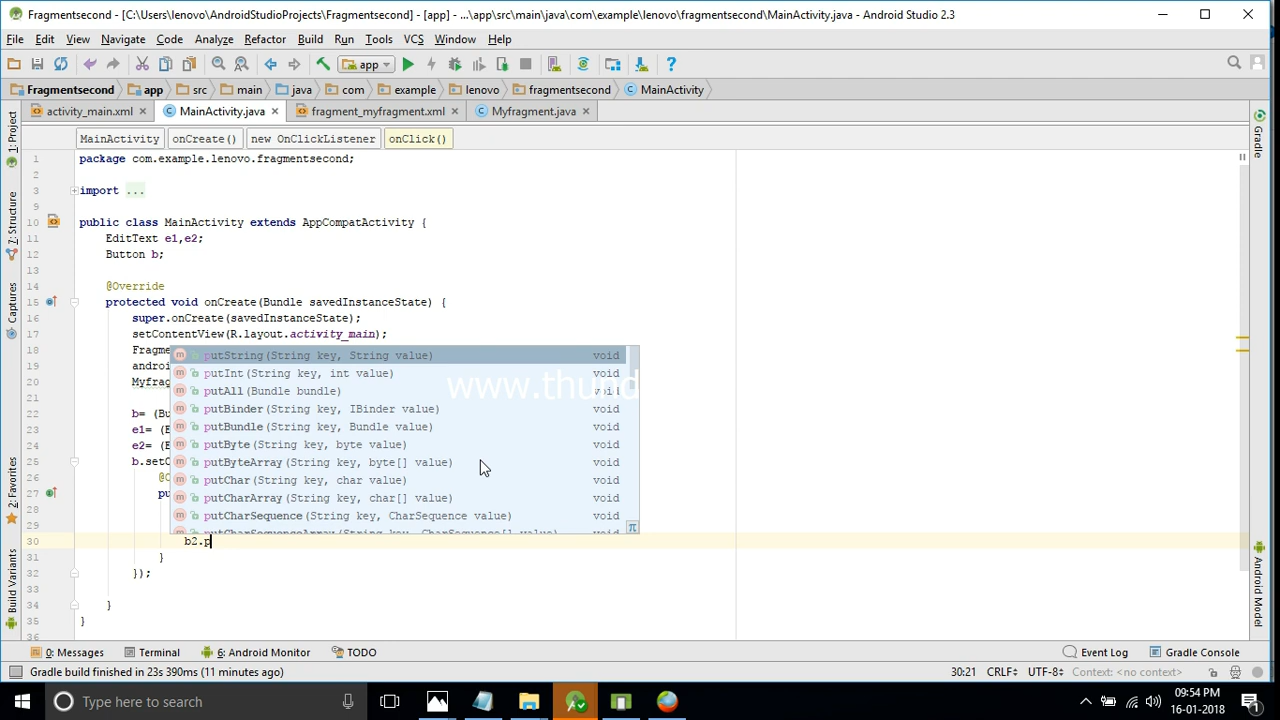 Fragmentsecond - [C:\Users\lenovo\AndroidStudioProjects\Fragmentsecond] - [app] - ...\app\src\main\java\com\example\lenovo\fragmentsecond\MainActivity.java - Android Studio 2.3
File Edit View Navigate Code Analyze Refactor Build Run Tools VCS Window Help
app
Fragmentsecond app src main java com example lenovo fragmentsecond MainActivity
activity_main.xml MainActivity.java fragment_myfragment.xml Myfragment.java
MainActivity onCreate() new OnClickListener onClick()
1: Project
7: Structure
Captures
2: Favorites
Build Variants
1 package com.example.lenovo.fragmentsecond;
2
3 import ...
9
10 public class MainActivity extends AppCompatActivity {
11 EditText e1,e2;
12 Button b;
13
14 @Override
15 protected void onCreate(Bundle savedInstanceState) {
16 super.onCreate(savedInstanceState);
17 setContentView(R.layout.activity_main);
18 Fragme
19 androi
20 Myfrag
21
22 b= (Bu
23 e1= (E
24 e2= (E
25 b.setO
26 @O
27 pu
28
29
30 b2.p
31 }
32 });
33
34 }
35 }
36
putString(String key, String value) void
putInt(String key, int value) void
putAll(Bundle bundle) void
putBinder(String key, IBinder value) void
putBundle(String key, Bundle value) void
putByte(String key, byte value) void
putByteArray(String key, byte[] value) void
putChar(String key, char value) void
putCharArray(String key, char[] value) void
putCharSequence(String key, CharSequence value) void
putCharSequenceArray(String key, CharSequence[] value) void
π
www.thund
Gradle
Android Model
0: Messages Terminal 6: Android Monitor TODO Event Log Gradle Console
Gradle build finished in 23s 390ms (11 minutes ago) 30:21 CRLF÷ UTF-8÷ Context: <no context>
Type here to search
09:54 PM
16-01-2018
1